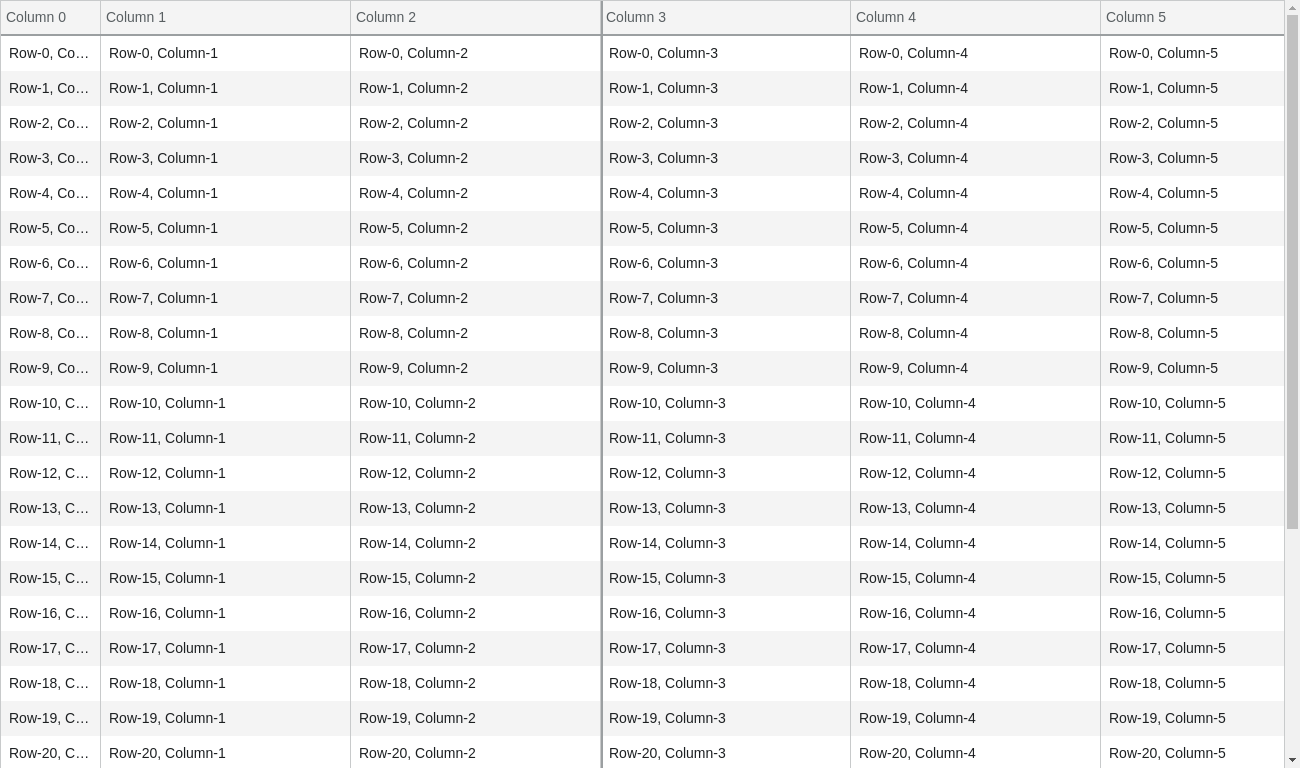 Column 0 Column 1 Column 2 Column 3 Column 4 Column 5
Row-0, Co… Row-0, Column-1 Row-0, Column-2 Row-0, Column-3 Row-0, Column-4 Row-0, Column-5
Row-1, Co… Row-1, Column-1 Row-1, Column-2 Row-1, Column-3 Row-1, Column-4 Row-1, Column-5
Row-2, Co… Row-2, Column-1 Row-2, Column-2 Row-2, Column-3 Row-2, Column-4 Row-2, Column-5
Row-3, Co… Row-3, Column-1 Row-3, Column-2 Row-3, Column-3 Row-3, Column-4 Row-3, Column-5
Row-4, Co… Row-4, Column-1 Row-4, Column-2 Row-4, Column-3 Row-4, Column-4 Row-4, Column-5
Row-5, Co… Row-5, Column-1 Row-5, Column-2 Row-5, Column-3 Row-5, Column-4 Row-5, Column-5
Row-6, Co… Row-6, Column-1 Row-6, Column-2 Row-6, Column-3 Row-6, Column-4 Row-6, Column-5
Row-7, Co… Row-7, Column-1 Row-7, Column-2 Row-7, Column-3 Row-7, Column-4 Row-7, Column-5
Row-8, Co… Row-8, Column-1 Row-8, Column-2 Row-8, Column-3 Row-8, Column-4 Row-8, Column-5
Row-9, Co… Row-9, Column-1 Row-9, Column-2 Row-9, Column-3 Row-9, Column-4 Row-9, Column-5
Row-10, C… Row-10, Column-1 Row-10, Column-2 Row-10, Column-3 Row-10, Column-4 Row-10, Column-5
Row-11, C… Row-11, Column-1 Row-11, Column-2 Row-11, Column-3 Row-11, Column-4 Row-11, Column-5
Row-12, C… Row-12, Column-1 Row-12, Column-2 Row-12, Column-3 Row-12, Column-4 Row-12, Column-5
Row-13, C… Row-13, Column-1 Row-13, Column-2 Row-13, Column-3 Row-13, Column-4 Row-13, Column-5
Row-14, C… Row-14, Column-1 Row-14, Column-2 Row-14, Column-3 Row-14, Column-4 Row-14, Column-5
Row-15, C… Row-15, Column-1 Row-15, Column-2 Row-15, Column-3 Row-15, Column-4 Row-15, Column-5
Row-16, C… Row-16, Column-1 Row-16, Column-2 Row-16, Column-3 Row-16, Column-4 Row-16, Column-5
Row-17, C… Row-17, Column-1 Row-17, Column-2 Row-17, Column-3 Row-17, Column-4 Row-17, Column-5
Row-18, C… Row-18, Column-1 Row-18, Column-2 Row-18, Column-3 Row-18, Column-4 Row-18, Column-5
Row-19, C… Row-19, Column-1 Row-19, Column-2 Row-19, Column-3 Row-19, Column-4 Row-19, Column-5
Row-20, C… Row-20, Column-1 Row-20, Column-2 Row-20, Column-3 Row-20, Column-4 Row-20, Column-5